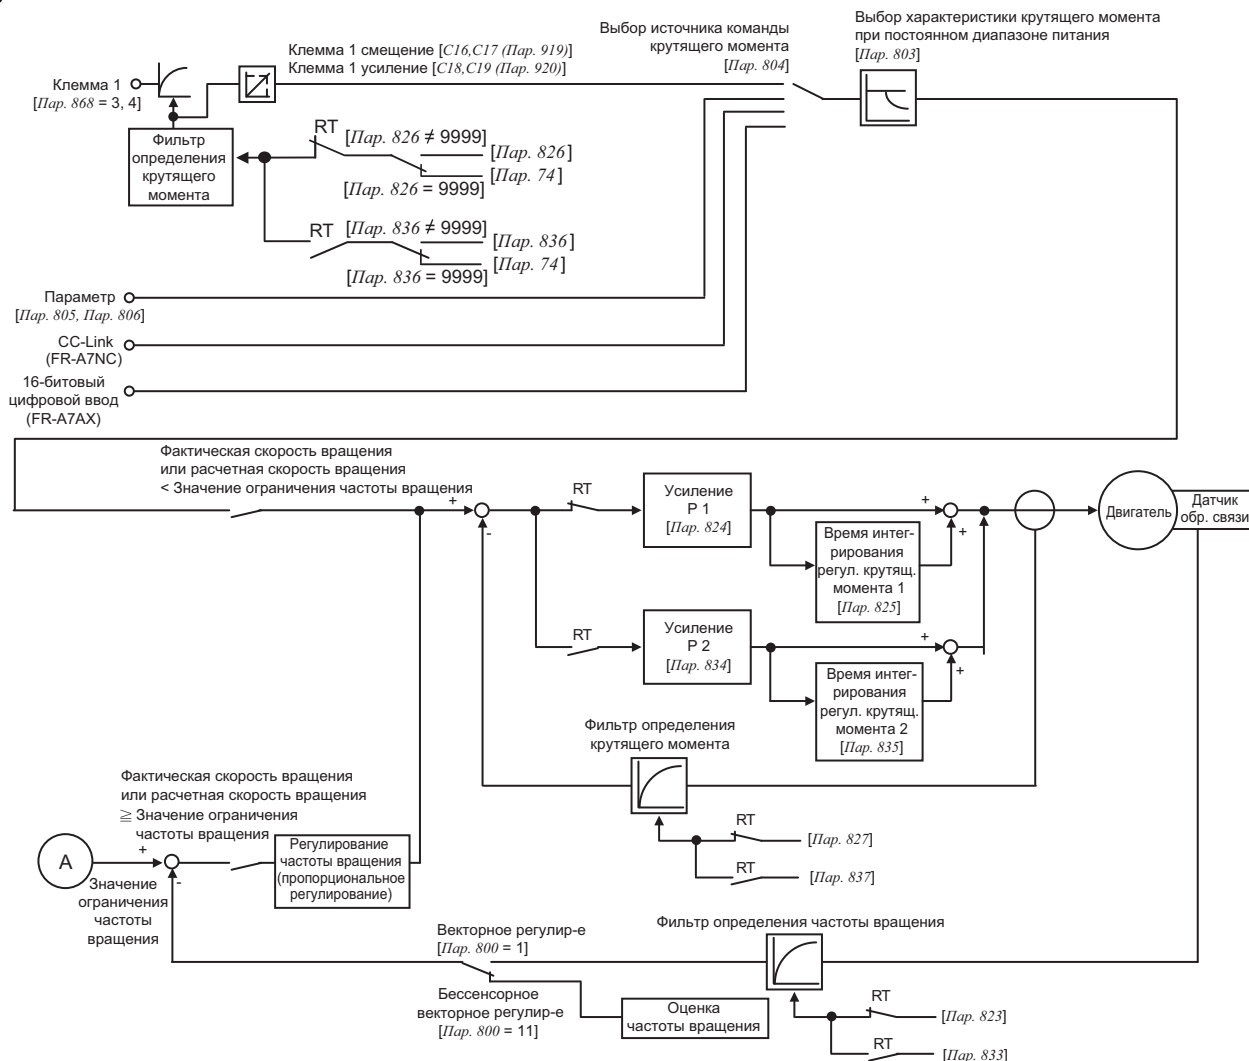 Клемма 1
[Пар. 868 = 3, 4]
Клемма 1 смещение [C16,C17 (Пар. 919)]
Клемма 1 усиление [C18,C19 (Пар. 920)]
Выбор источника команды
крутящего момента
[Пар. 804]
Выбор характеристики крутящего момента
при постоянном диапазоне питания
[Пар. 803]
Фильтр
определения
крутящего
момента
RT
[Пар. 826 ≠ 9999]
[Пар. 826]
[Пар. 74]
[Пар. 826 = 9999]
RT
[Пар. 836 ≠ 9999]
[Пар. 836]
[Пар. 74]
[Пар. 836 = 9999]
Параметр
[Пар. 805, Пар. 806]
CC-Link
(FR-A7NC)
16-битовый
цифровой ввод
(FR-A7AX)
Фактическая скорость вращения
или расчетная скорость вращения
< Значение ограничения частоты вращения
+
-
RT
Усиление
P 1
[Пар. 824]
+
+
Время интег-
рирования
регул. крутящ.
момента 1
[Пар. 825]
Двигатель
Датчик
обр. связи
RT
Усиление
P 2
[Пар. 834]
+
+
Время интег-
рирования
регул. крутящ.
момента 2
[Пар. 835]
Фильтр определения
крутящего момента
RT
[Пар. 827]
RT
[Пар. 837]
Фактическая скорость вращения
или расчетная скорость вращения
≧ Значение ограничения
частоты вращения
A
+
-
Значение
ограничения
частоты
вращения
Регулирование
частоты вращения
(пропорциональное
регулирование)
Векторное регулир-е
[Пар. 800 = 1]
Бессенсорное
векторное регулир-е
[Пар. 800 = 11]
Оценка
частоты вращения
Фильтр определения частоты вращения
RT
[Пар. 823]
RT
[Пар. 833]